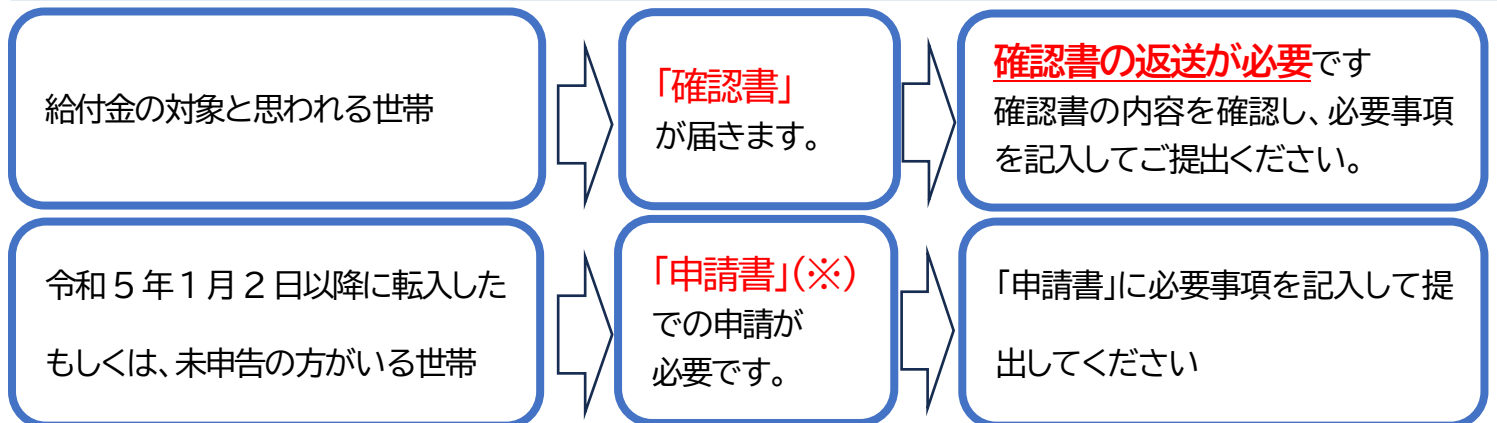 給付金の対象と思われる世帯
「確認書」
が届きます。
確認書の返送が必要です
確認書の内容を確認し、必要事項
を記入してご提出ください。
令和5年1月2日以降に転入した
もしくは、未申告の方がいる世帯
「申請書」(※)
での申請が
必要です。
「申請書」に必要事項を記入して提
出してください